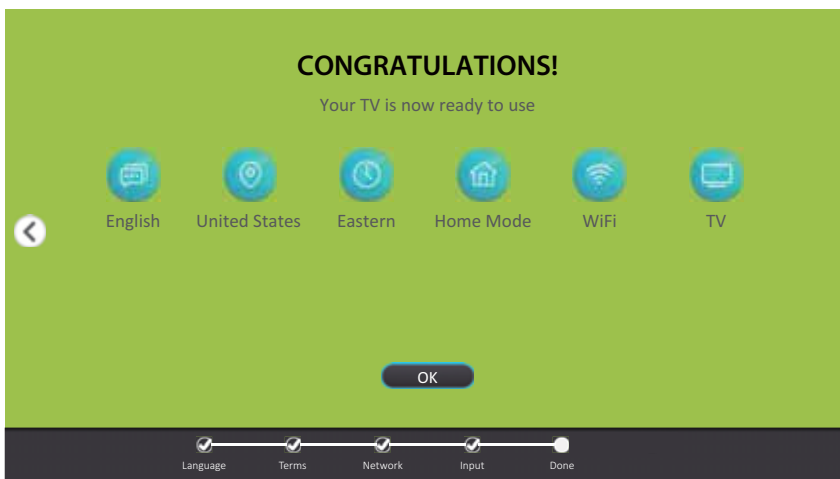 CONGRATULATIONS!
Your TV is now ready to use
English United States Eastern Home Mode WiFi TV
OK
Language Terms Network Input Done